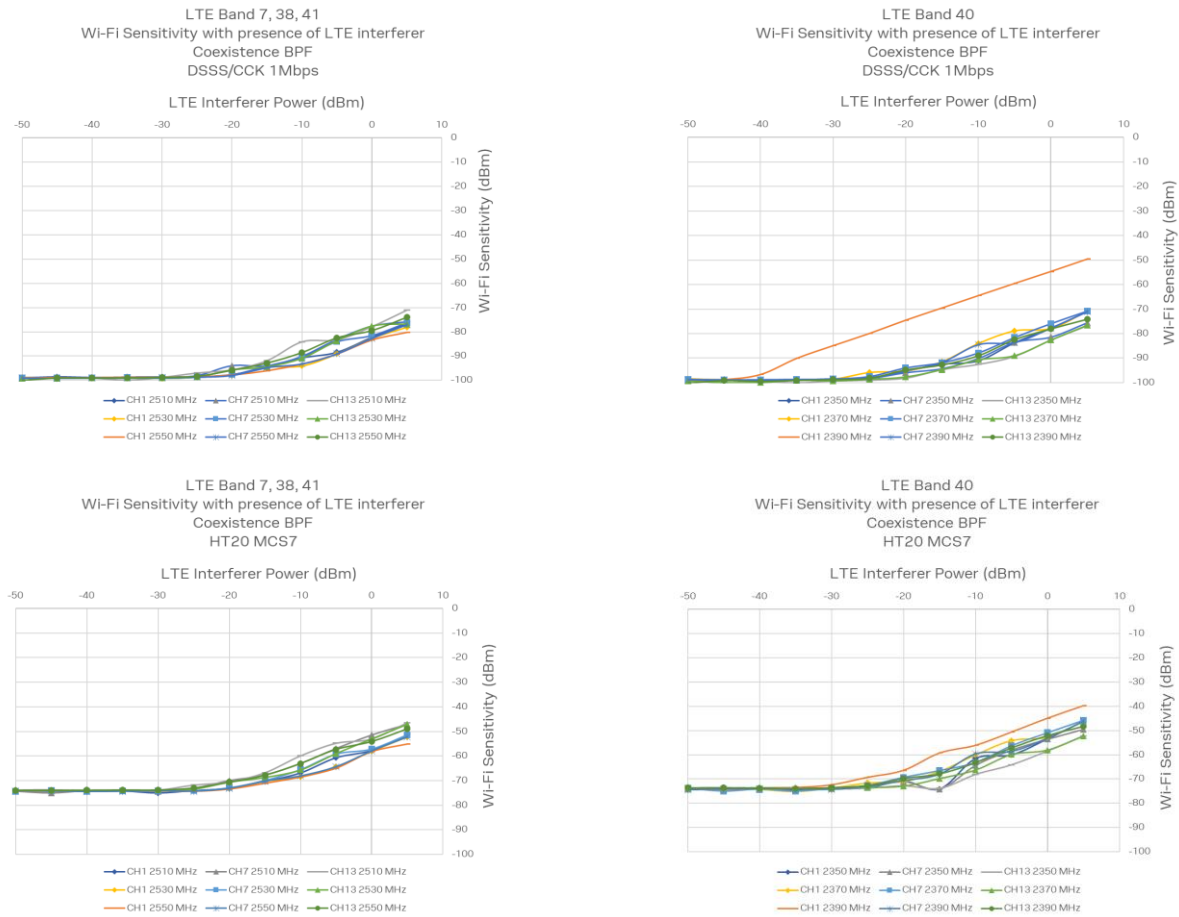 LTE Band 7, 38, 41
Wi-Fi Sensitivity with presence of LTE interferer
Coexistence BPF
DSSS/CCK 1Mbps
LTE Interferer Power (dBm)
-50 -40 -30 -20 -10 0 10
0
-10
-20
-30
-40
-50
-60
-70
-80
-90
-100
Wi-Fi Sensitivity (dBm)
CH1 2510 MHz CH7 2510 MHz CH13 2510 MHz
CH1 2530 MHz CH7 2530 MHz CH13 2530 MHz
CH1 2550 MHz CH7 2550 MHz CH13 2550 MHz
LTE Band 40
Wi-Fi Sensitivity with presence of LTE interferer
Coexistence BPF
DSSS/CCK 1Mbps
LTE Interferer Power (dBm)
-50 -40 -30 -20 -10 0 10
0
-10
-20
-30
-40
-50
-60
-70
-80
-90
-100
Wi-Fi Sensitivity (dBm)
CH1 2350 MHz CH7 2350 MHz CH13 2350 MHz
CH1 2370 MHz CH7 2370 MHz CH13 2370 MHz
CH1 2390 MHz CH7 2390 MHz CH13 2390 MHz
LTE Band 7, 38, 41
Wi-Fi Sensitivity with presence of LTE interferer
Coexistence BPF
HT20 MCS7
LTE Interferer Power (dBm)
-50 -40 -30 -20 -10 0 10
0
-10
-20
-30
-40
-50
-60
-70
-80
-90
-100
Wi-Fi Sensitivity (dBm)
CH1 2510 MHz CH7 2510 MHz CH13 2510 MHz
CH1 2530 MHz CH7 2530 MHz CH13 2530 MHz
CH1 2550 MHz CH7 2550 MHz CH13 2550 MHz
LTE Band 40
Wi-Fi Sensitivity with presence of LTE interferer
Coexistence BPF
HT20 MCS7
LTE Interferer Power (dBm)
-50 -40 -30 -20 -10 0 10
0
-10
-20
-30
-40
-50
-60
-70
-80
-90
-100
Wi-Fi Sensitivity (dBm)
CH1 2350 MHz CH7 2350 MHz CH13 2350 MHz
CH1 2370 MHz CH7 2370 MHz CH13 2370 MHz
CH1 2390 MHz CH7 2390 MHz CH13 2390 MHz